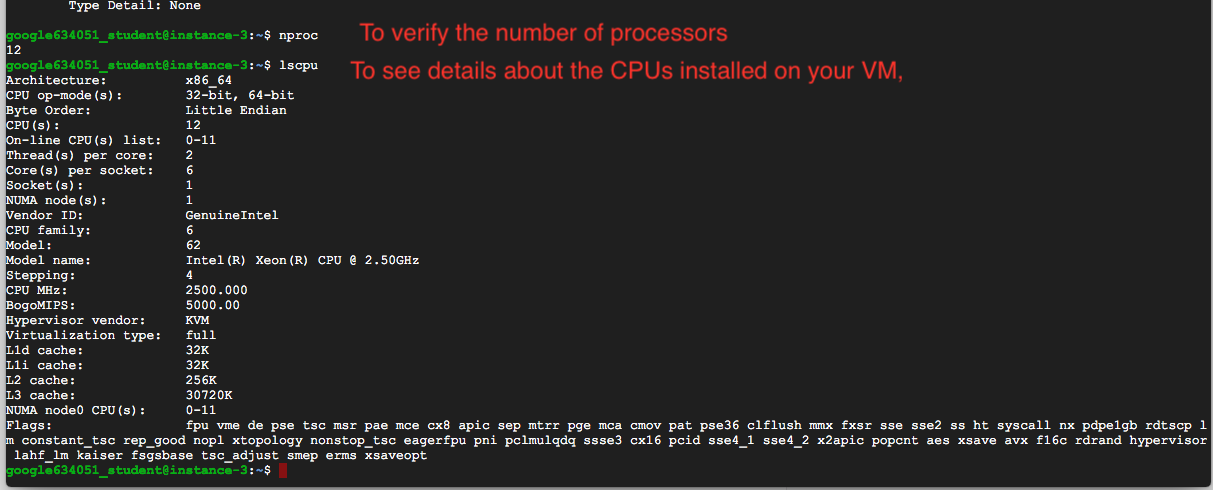 Type Detail: None
google634051_student@instance-3:~$ nproc To verify the number of processors
12
google634051_student@instance-3:~$ lscpu To see details about the CPUs installed on your VM,
Architecture: x86_64
CPU op-mode(s): 32-bit, 64-bit
Byte Order: Little Endian
CPU(s): 12
On-line CPU(s) list: 0-11
Thread(s) per core: 2
Core(s) per socket: 6
Socket(s): 1
NUMA node(s): 1
Vendor ID: GenuineIntel
CPU family: 6
Model: 62
Model name: Intel(R) Xeon(R) CPU @ 2.50GHz
Stepping: 4
CPU MHz: 2500.000
BogoMIPS: 5000.00
Hypervisor vendor: KVM
Virtualization type: full
L1d cache: 32K
L1i cache: 32K
L2 cache: 256K
L3 cache: 30720K
NUMA node0 CPU(s): 0-11
Flags: fpu vme de pse tsc msr pae mce cx8 apic sep mtrr pge mca cmov pat pse36 clflush mmx fxsr sse sse2 ss ht syscall nx pdpe1gb rdtscp l
m constant_tsc rep_good nopl xtopology nonstop_tsc eagerfpu pni pclmulqdq ssse3 cx16 pcid sse4_1 sse4_2 x2apic popcnt aes xsave avx f16c rdrand hypervisor
lahf_lm kaiser fsgsbase tsc_adjust smep erms xsaveopt
google634051_student@instance-3:~$